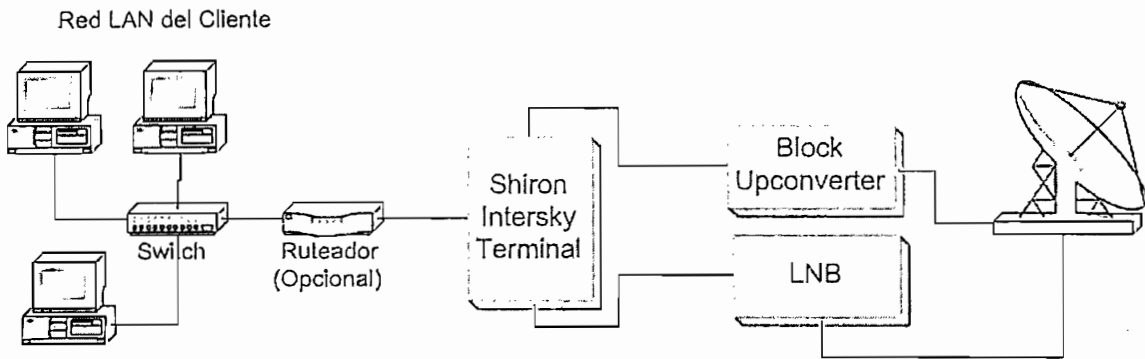 Red LAN del Cliente
Switch
Ruteador
(Opcional)
Shiron
Intersky
Terminal
Block
Upconverter
LNB